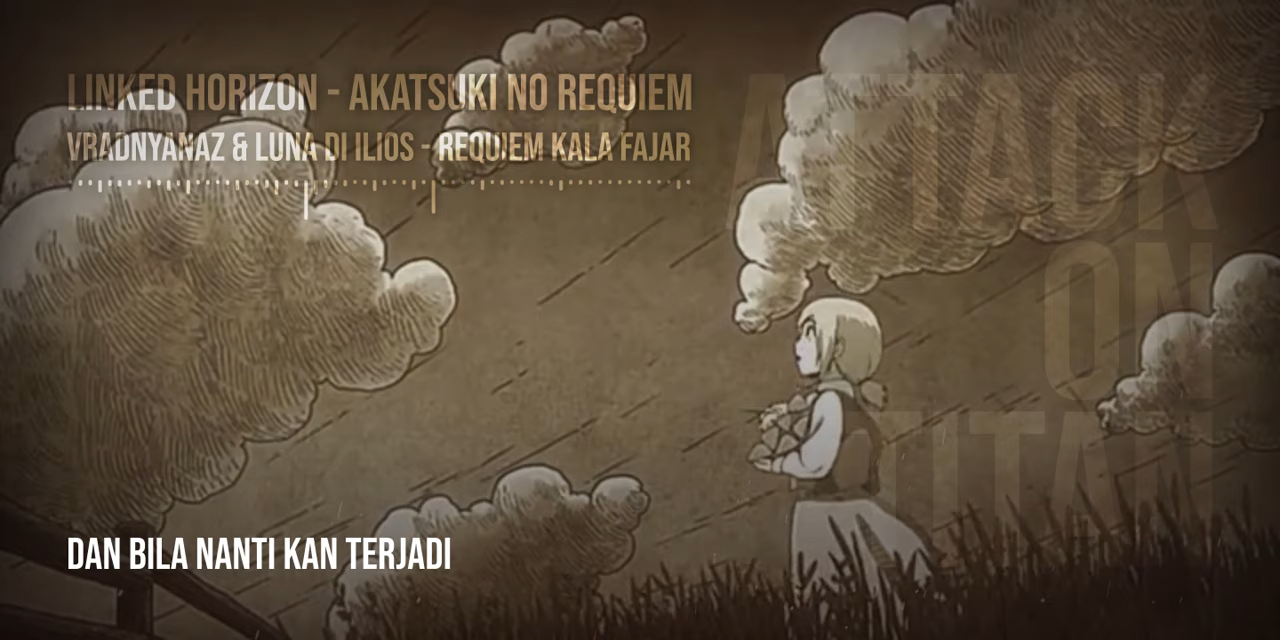 LINKED HORIZON - AKATSUKI NO REQUIEM
VRADNYANAZ & LUNA DI ILIOS - REQUIEM KALA FAJAR
ATTACK
ON
TITAN
DAN BILA NANTI KAN TERJADI